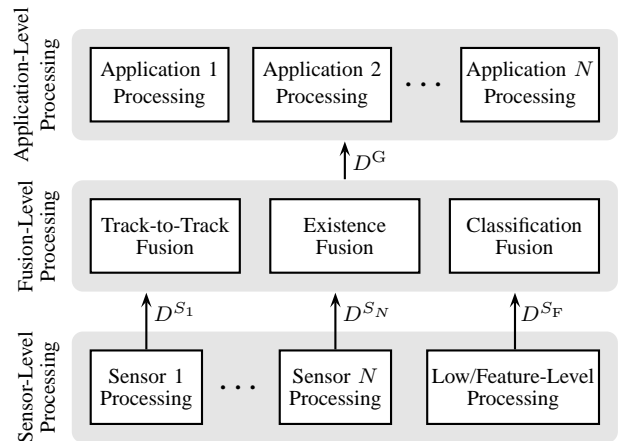 Application-Level
Processing
Application 1
Processing
Application 2
Processing
...
Application N
Processing
D^G
Fusion-Level
Processing
Track-to-Track
Fusion
Existence
Fusion
Classification
Fusion
D^{S_1}
D^{S_N}
D^{S_F}
Sensor-Level
Processing
Sensor 1
Processing
...
Sensor N
Processing
Low/Feature-Level
Processing